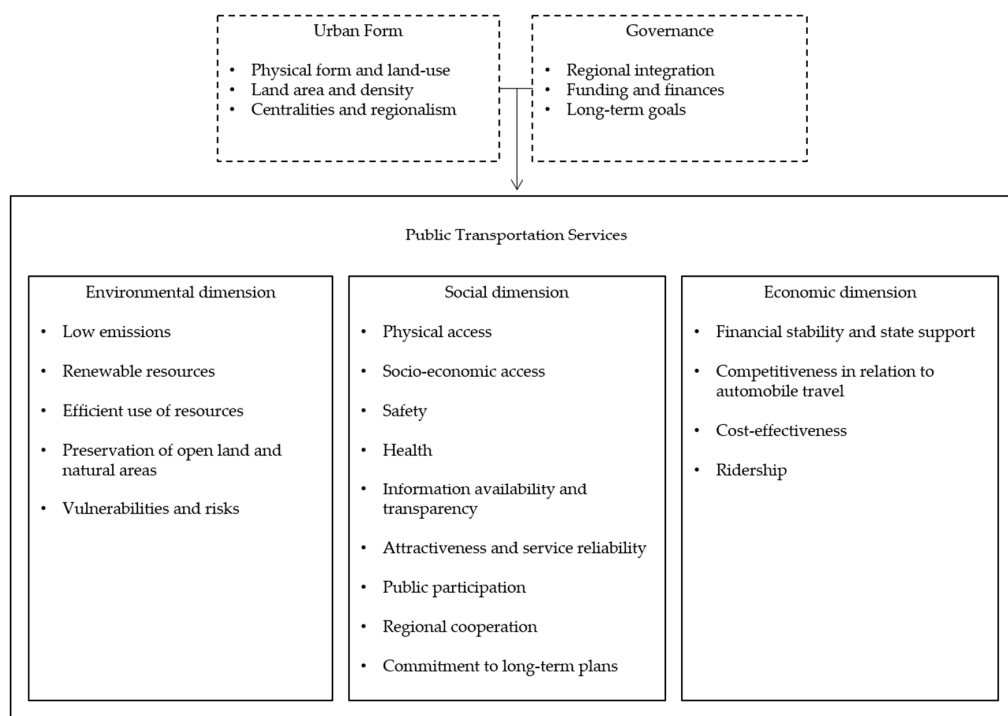 Urban Form
• Physical form and land-use
• Land area and density
• Centralities and regionalism
Governance
• Regional integration
• Funding and finances
• Long-term goals
Public Transportation Services
Environmental dimension
• Low emissions
• Renewable resources
• Efficient use of resources
• Preservation of open land and
natural areas
• Vulnerabilities and risks
Social dimension
• Physical access
• Socio-economic access
• Safety
• Health
• Information availability and
transparency
• Attractiveness and service reliability
• Public participation
• Regional cooperation
• Commitment to long-term plans
Economic dimension
• Financial stability and state support
• Competitiveness in relation to
automobile travel
• Cost-effectiveness
• Ridership